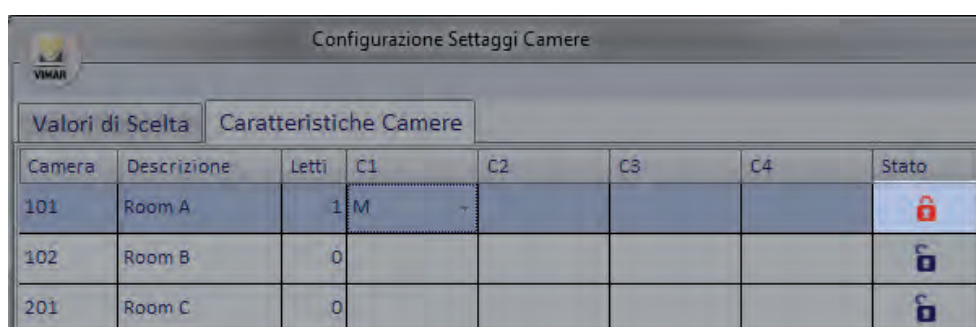 Configurazione Settaggi Camere
VIMAR
Valori di Scelta Caratteristiche Camere
Camera Descrizione Letti C1 C2 C3 C4 Stato
101 Room A 1 M
102 Room B 0
201 Room C 0